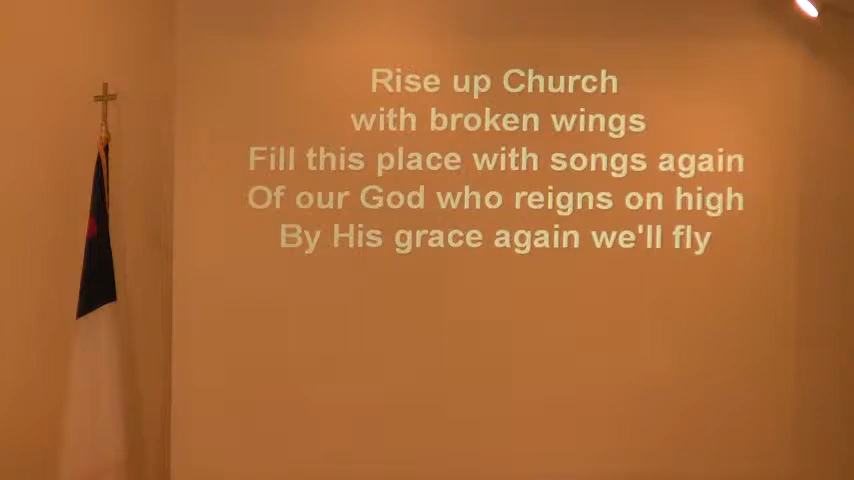 Rise up Church
with broken wings
Fill this place with songs again
Of our God who reigns on high
By His grace again we'll fly